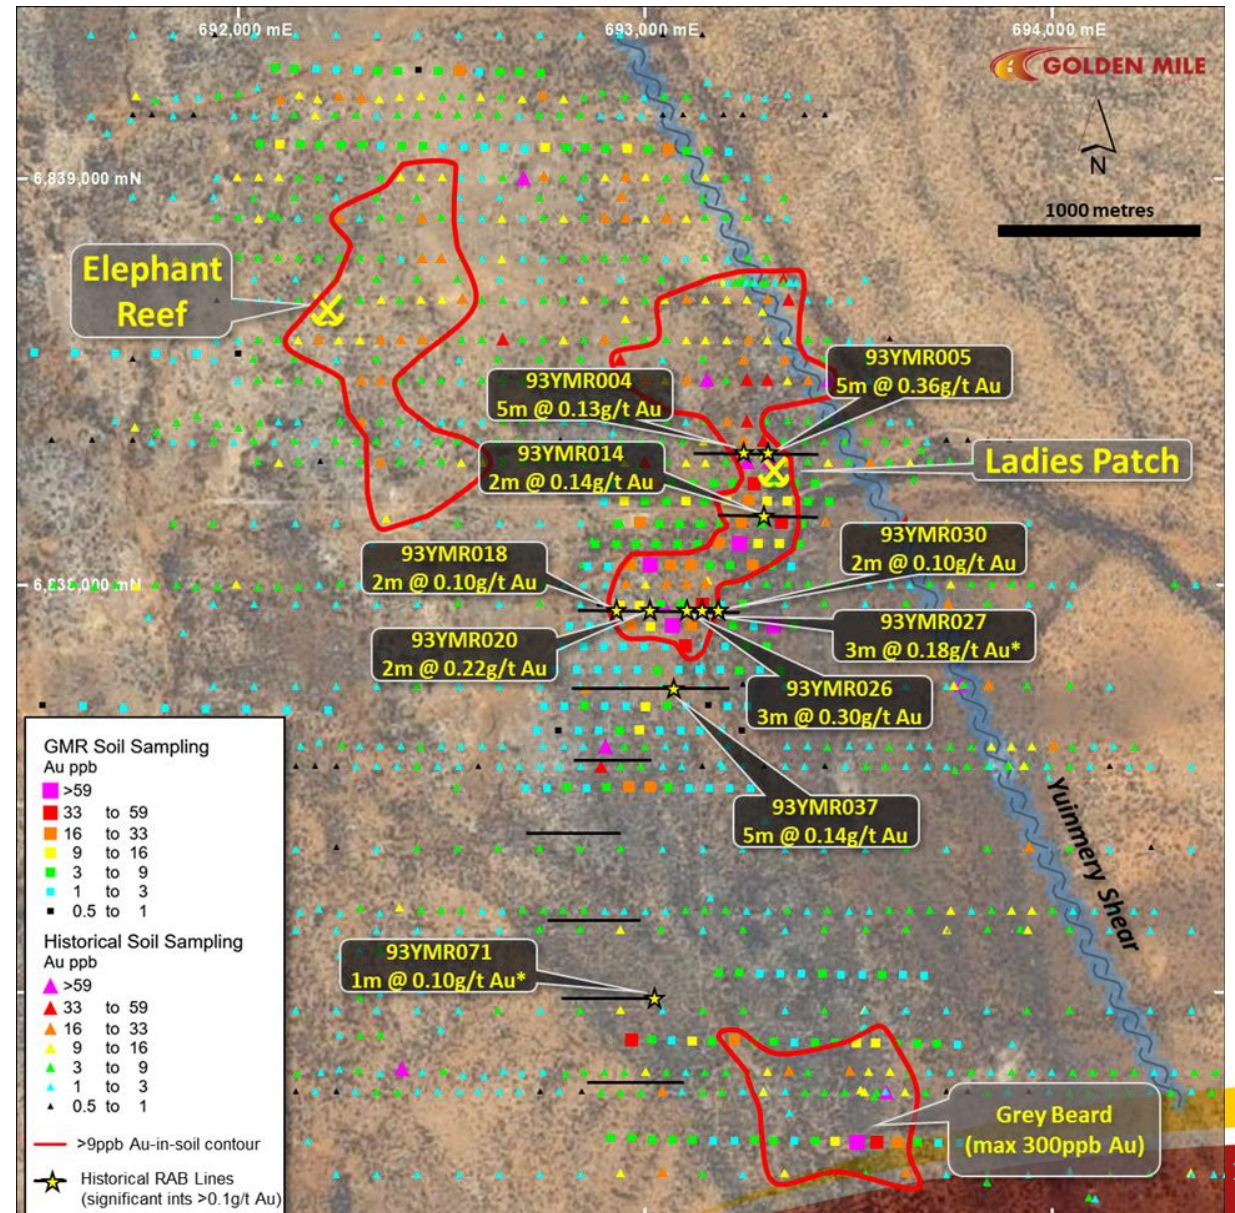 692,000 mE
693,000 mE
694,000 mE
GOLDEN MILE
N
6,839,000 mN
1000 metres
Elephant
Reef
93YMR005
5m @ 0.36g/t Au
93YMR004
5m @ 0.13g/t Au
93YMR014
2m @ 0.14g/t Au
Ladies Patch
93YMR030
2m @ 0.10g/t Au
93YMR018
2m @ 0.10g/t Au
6,838,000 mN
93YMR027
3m @ 0.18g/t Au*
93YMR020
2m @ 0.22g/t Au
93YMR026
3m @ 0.30g/t Au
93YMR037
5m @ 0.14g/t Au
Yuinmery Shear
93YMR071
1m @ 0.10g/t Au*
Grey Beard
(max 300ppb Au)
GMR Soil Sampling
Au ppb
>59
33 to 59
16 to 33
9 to 16
3 to 9
1 to 3
0.5 to 1
Historical Soil Sampling
Au ppb
>59
33 to 59
16 to 33
9 to 16
3 to 9
1 to 3
0.5 to 1
>9ppb Au-in-soil contour
Historical RAB Lines
(significant ints >0.1g/t Au)